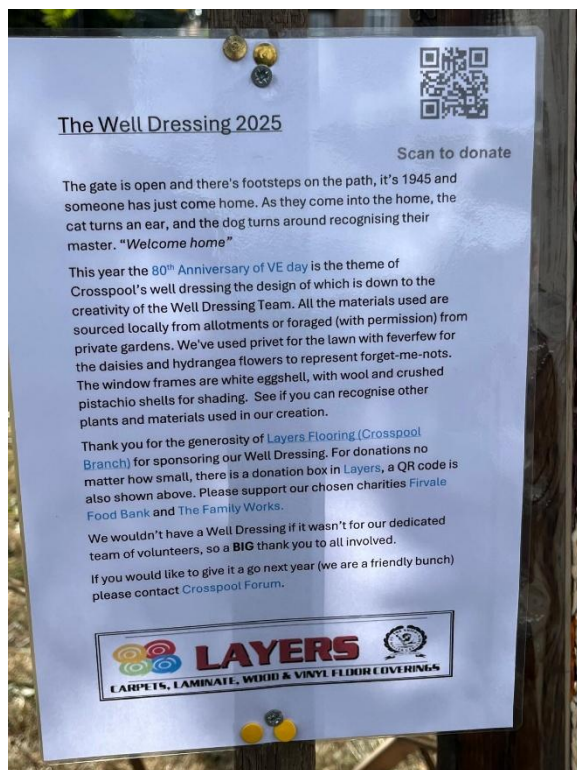 The Well Dressing 2025
Scan to donate
The gate is open and there's footsteps on the path, it's 1945 and
someone has just come home. As they come into the home, the
cat turns an ear, and the dog turns around recognising their
master. “Welcome home”
This year the 80th Anniversary of VE day is the theme of
Crosspool's well dressing the design of which is down to the
creativity of the Well Dressing Team. All the materials used are
sourced locally from allotments or foraged (with permission) from
private gardens. We've used privet for the lawn with feverfew for
the daisies and hydrangea flowers to represent forget-me-nots.
The window frames are white eggshell, with wool and crushed
pistachio shells for shading. See if you can recognise other
plants and materials used in our creation.
Thank you for the generosity of Layers Flooring (Crosspool
Branch) for sponsoring our Well Dressing. For donations no
matter how small, there is a donation box in Layers, a QR code is
also shown above. Please support our chosen charities Firvale
Food Bank and The Family Works.
We wouldn't have a Well Dressing if it wasn't for our dedicated
team of volunteers, so a BIG thank you to all involved.
If you would like to give it a go next year (we are a friendly bunch)
please contact Crosspool Forum.
LAYERS
CARPETS, LAMINATE, WOOD & VINYL FLOOR COVERINGS